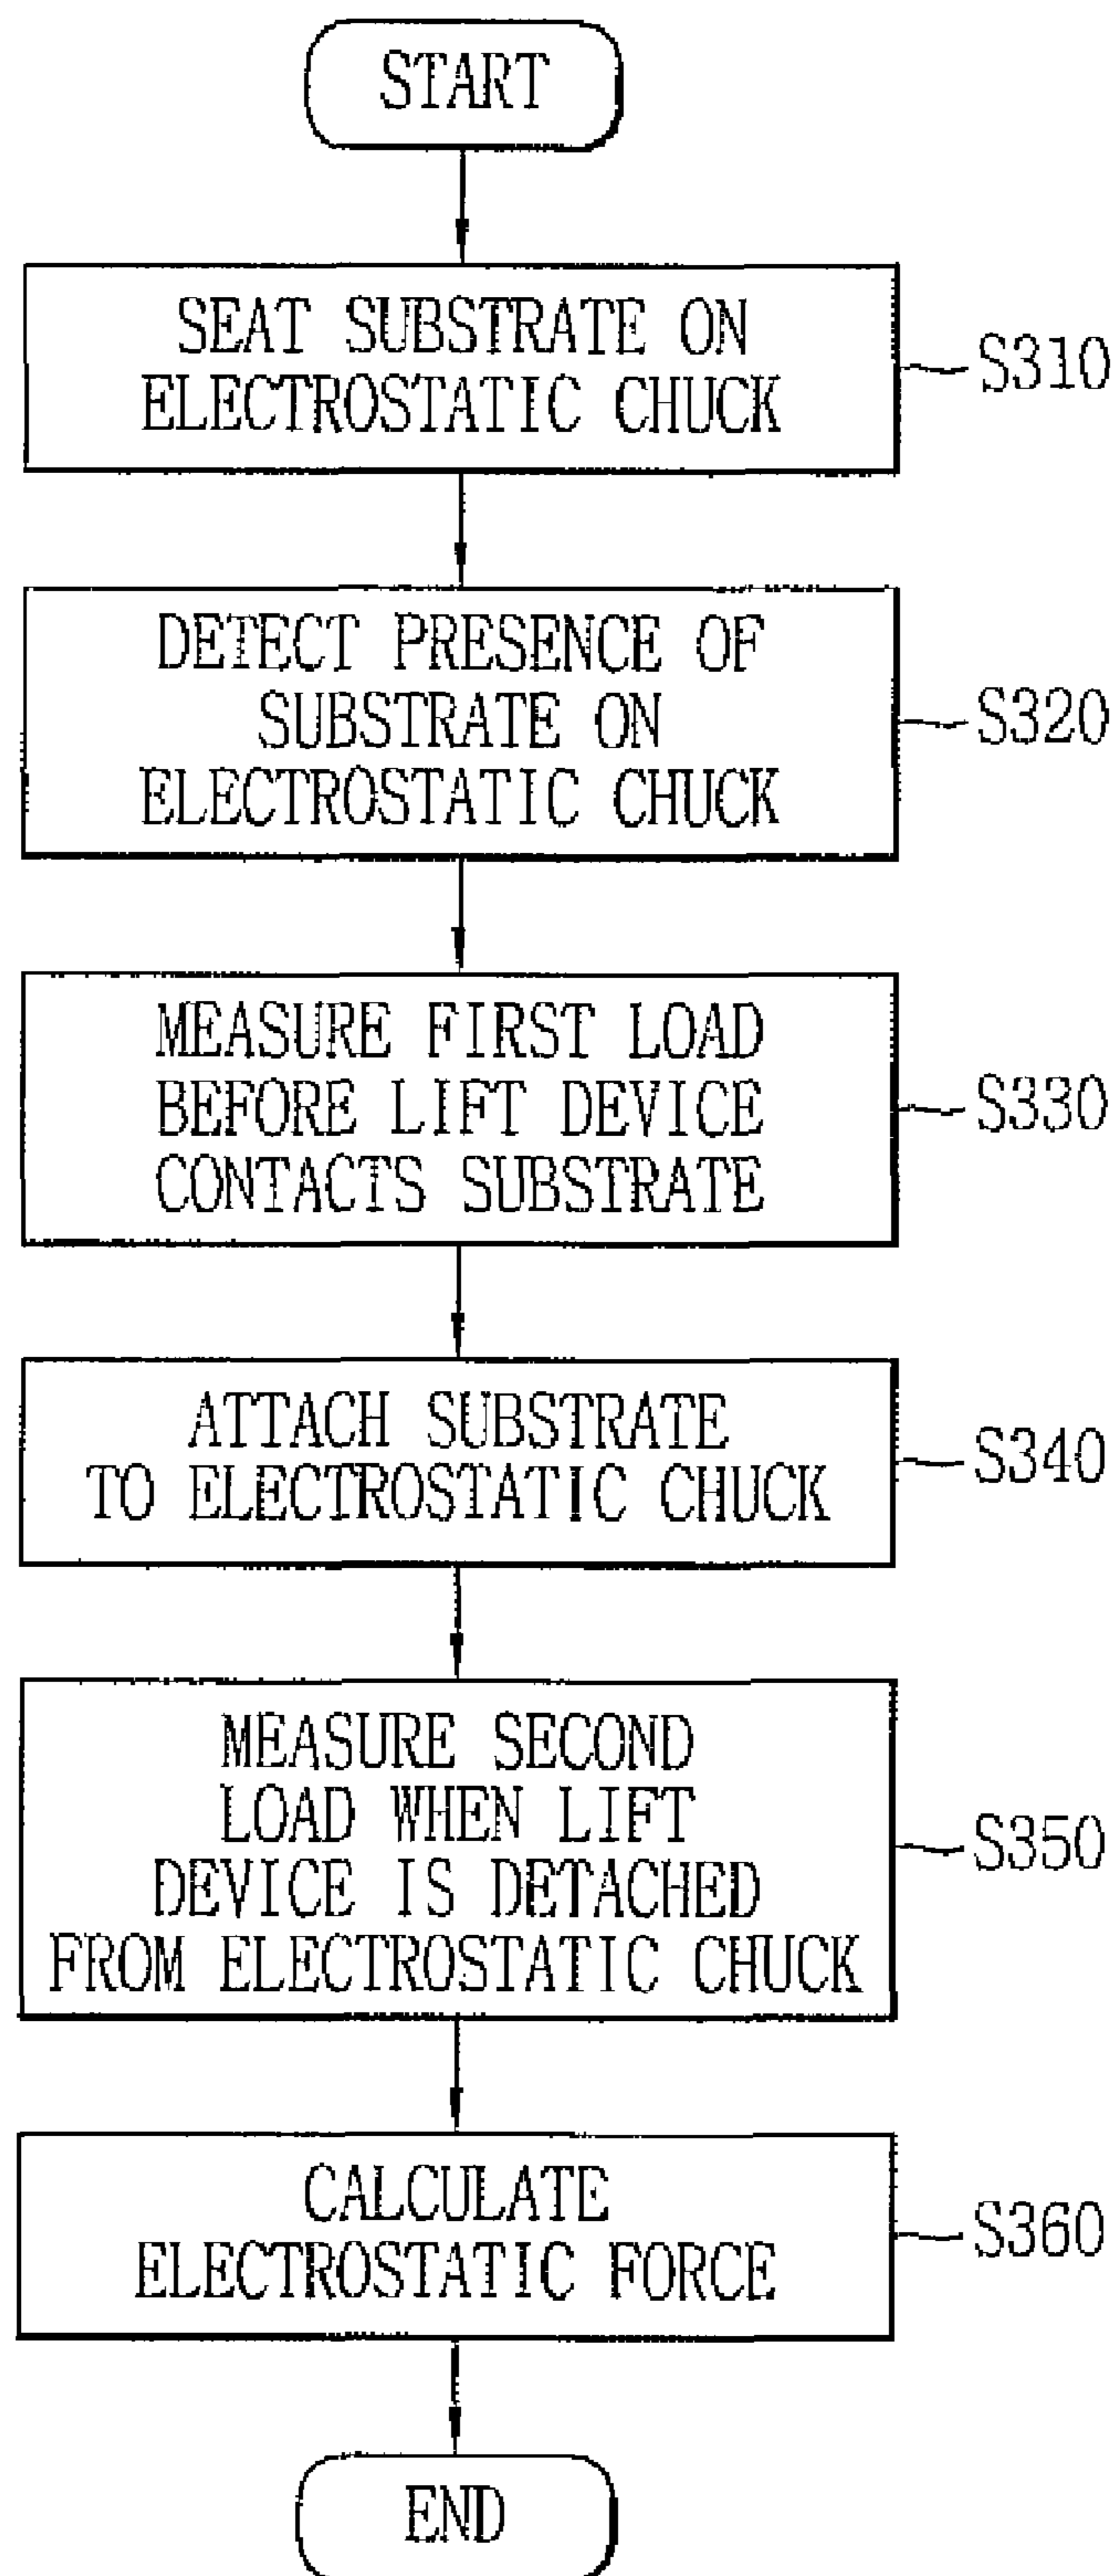 START
SEAT SUBSTRATE ON
ELECTROSTATIC CHUCK
S310
DETECT PRESENCE OF
SUBSTRATE ON
ELECTROSTATIC CHUCK
S320
MEASURE FIRST LOAD
BEFORE LIFT DEVICE
CONTACTS SUBSTRATE
S330
ATTACH SUBSTRATE
TO ELECTROSTATIC CHUCK
S340
MEASURE SECOND
LOAD WHEN LIFT
DEVICE IS DETACHED
FROM ELECTROSTATIC CHUCK
S350
CALCULATE
ELECTROSTATIC FORCE
S360
END